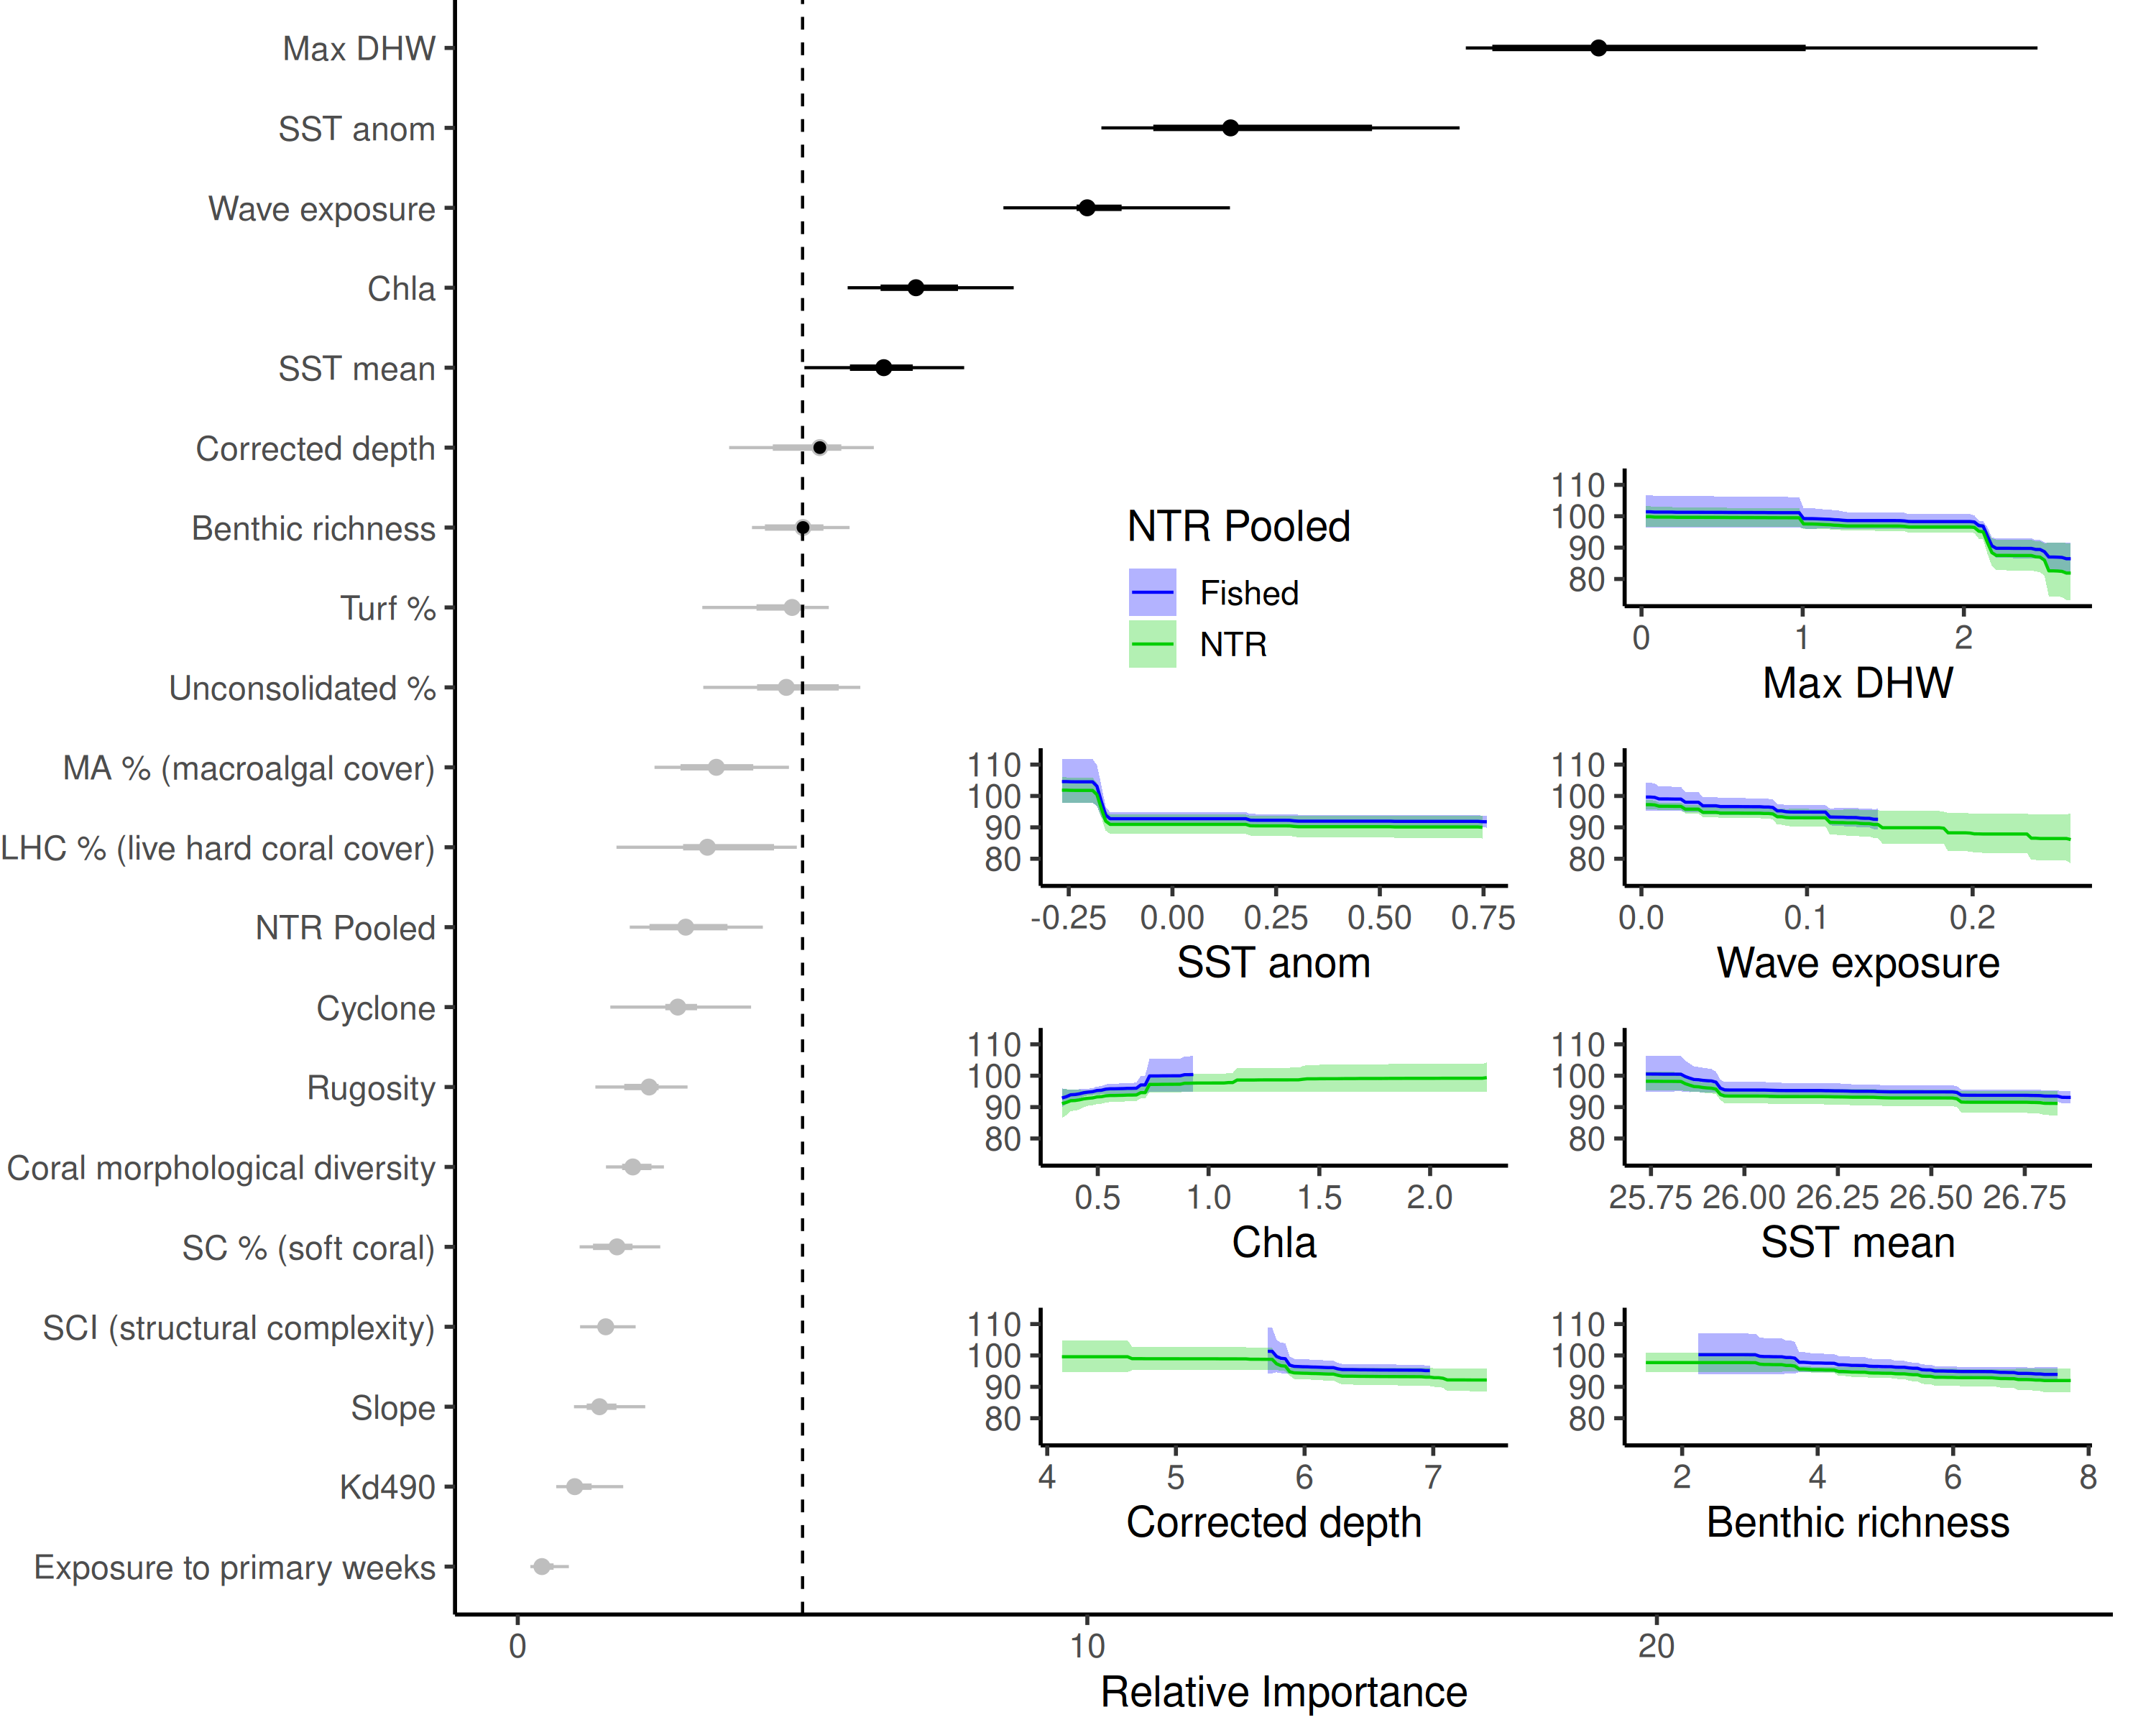 Max DHW
SST anom
Wave exposure
Chla
SST mean
Corrected depth
Benthic richness
Turf %
Unconsolidated %
MA % (macroalgal cover)
LHC % (live hard coral cover)
NTR Pooled
Cyclone
Rugosity
Coral morphological diversity
SC % (soft coral)
SCI (structural complexity)
Slope
Kd490
Exposure to primary weeks
0 10 20
Relative Importance
NTR Pooled
Fished
NTR
110
100
90
80
0 1 2
Max DHW
110
100
90
80
-0.25 0.00 0.25 0.50 0.75
SST anom
110
100
90
80
0.0 0.1 0.2
Wave exposure
110
100
90
80
0.5 1.0 1.5 2.0
Chla
110
100
90
80
25.75 26.00 26.25 26.50 26.75
SST mean
110
100
90
80
4 5 6 7
Corrected depth
110
100
90
80
2 4 6 8
Benthic richness